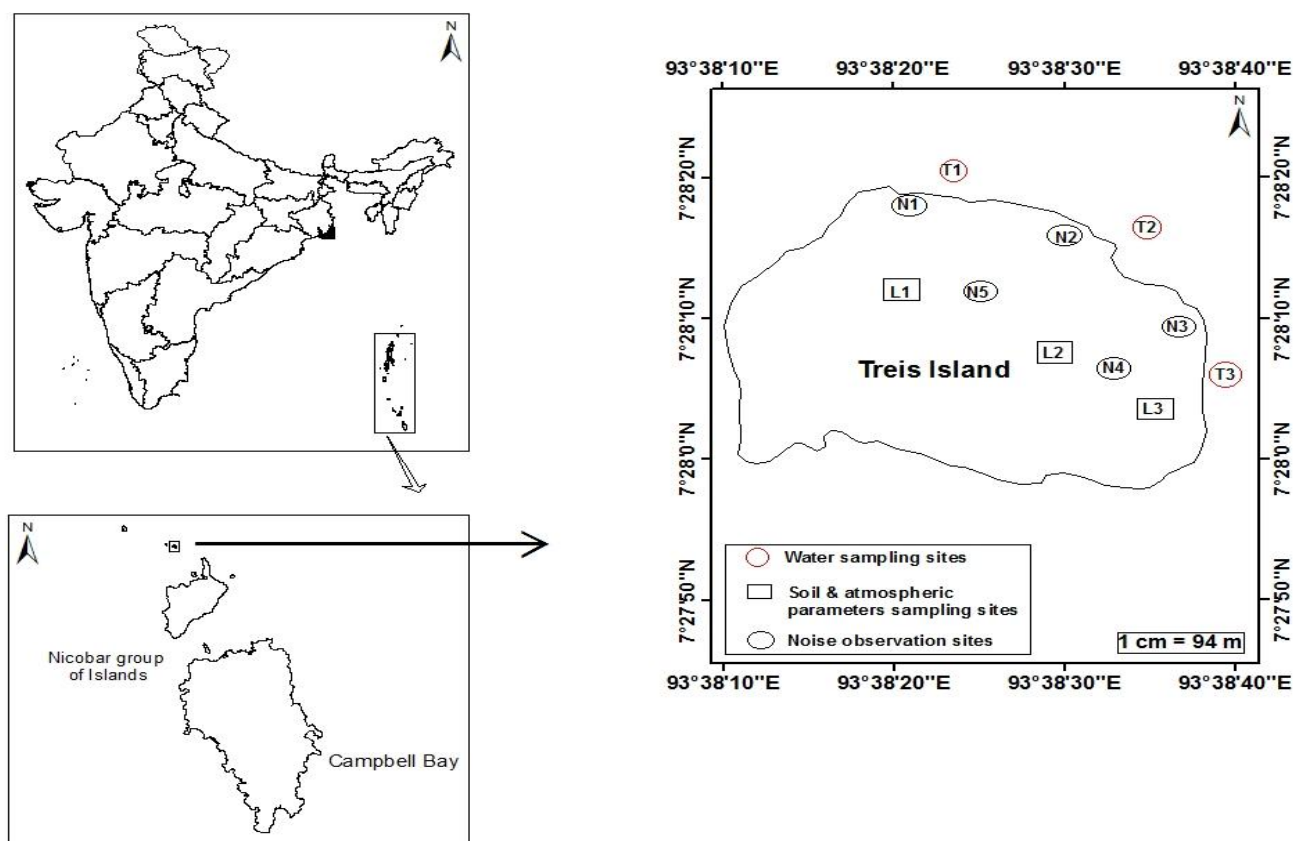 N
N
Nicobar group
of Islands
Campbell Bay
93°38'10"E 93°38'20"E 93°38'30"E 93°38'40"E
N
7°28'20"N
7°28'10"N
7°28'0"N
7°27'50"N
T1
N1
N2
T2
L1
N5
N3
L2
N4
T3
Treis Island
L3
7°28'20"N
7°28'10"N
7°28'0"N
7°27'50"N
Water sampling sites
Soil & atmospheric
parameters sampling sites
Noise observation sites
1 cm = 94 m
93°38'10"E 93°38'20"E 93°38'30"E 93°38'40"E